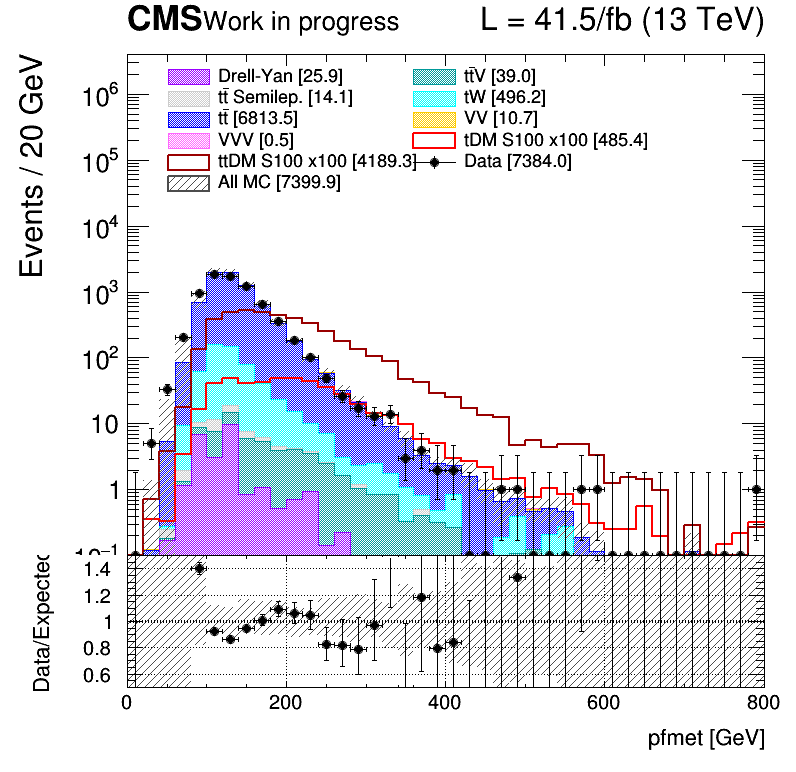 CMS Work in progress L = 41.5/fb (13 TeV)
Events / 20 GeV
Drell-Yan [25.9] tt̄V [39.0]
tt̄ Semilep. [14.1] tW [496.2]
tt̄ [6813.5] VV [10.7]
VVV [0.5] tDM S100 x100 [485.4]
ttDM S100 x100 [4189.3] Data [7384.0]
All MC [7399.9]
10⁶
10⁵
10⁴
10³
10²
10
1
10⁻¹
Data/Expected
1.4
1.2
1
0.8
0.6
0 200 400 600 800
pfmet [GeV]